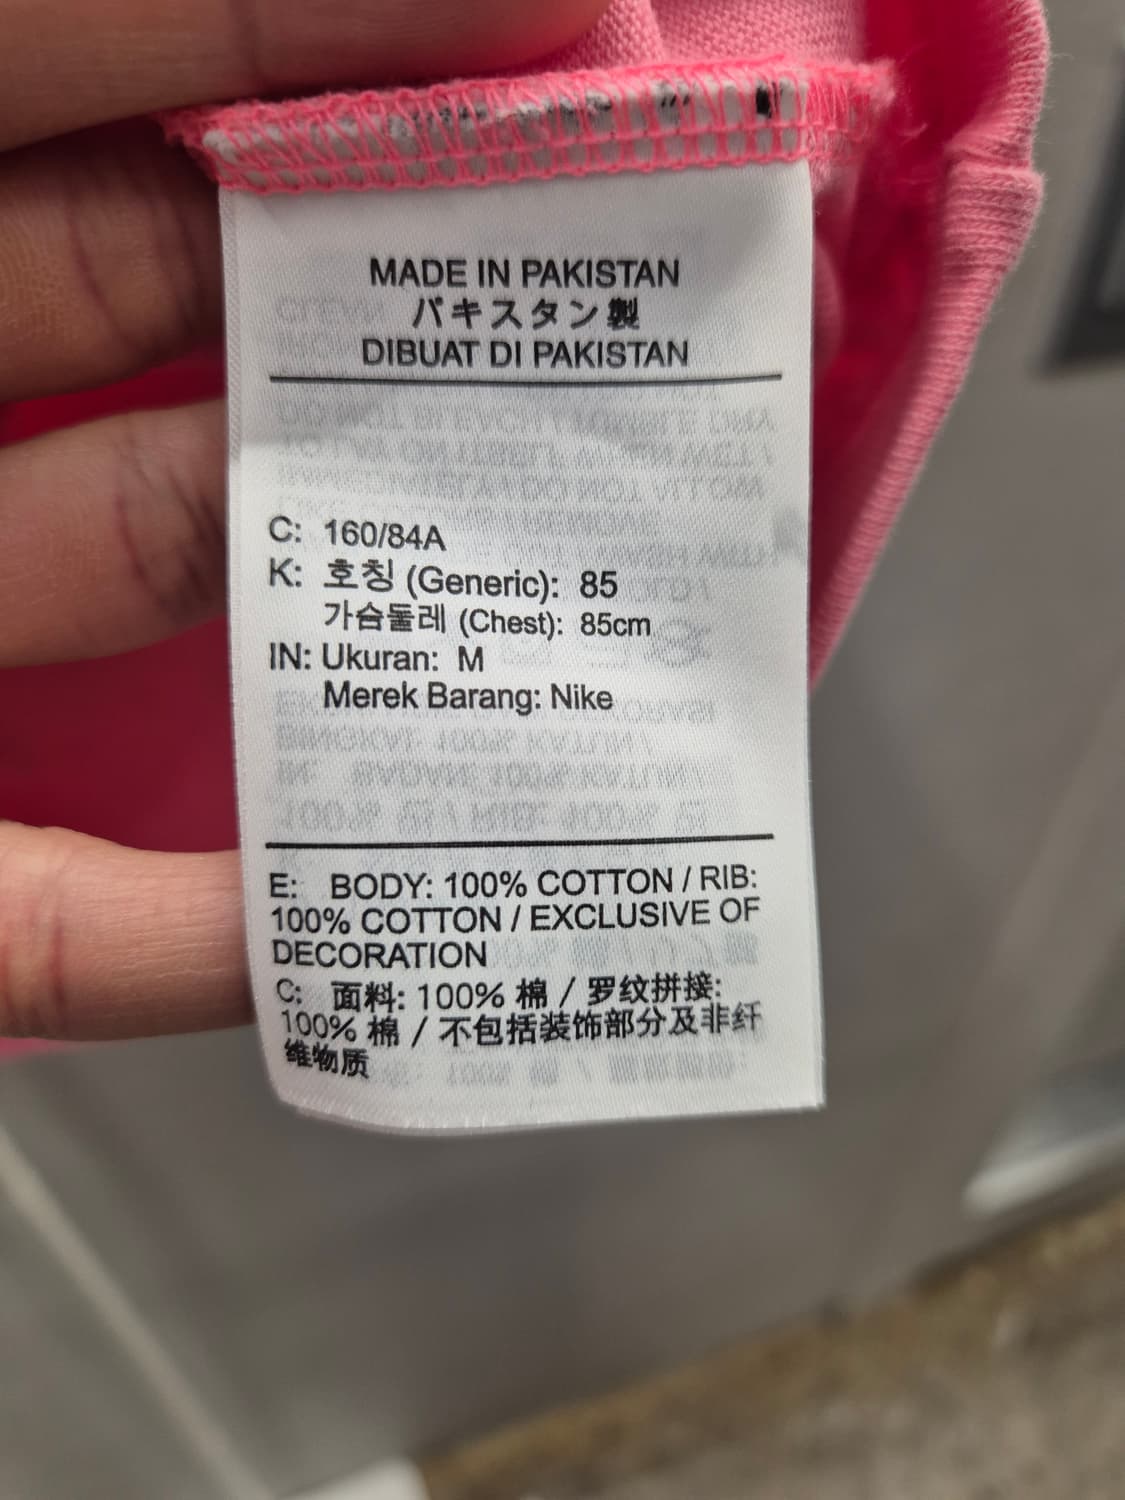 MADE IN PAKISTAN
パキスタン製
DIBUAT DI PAKISTAN
C: 160/84A
K: 호칭 (Generic): 85
가슴둘레 (Chest): 85cm
IN: Ukuran: M
Merek Barang: Nike
E: BODY: 100% COTTON / RIB:
100% COTTON / EXCLUSIVE OF
DECORATION
C: 面料: 100% 棉 / 罗纹拼接:
100% 棉 / 不包括装饰部分及非纤
维物质